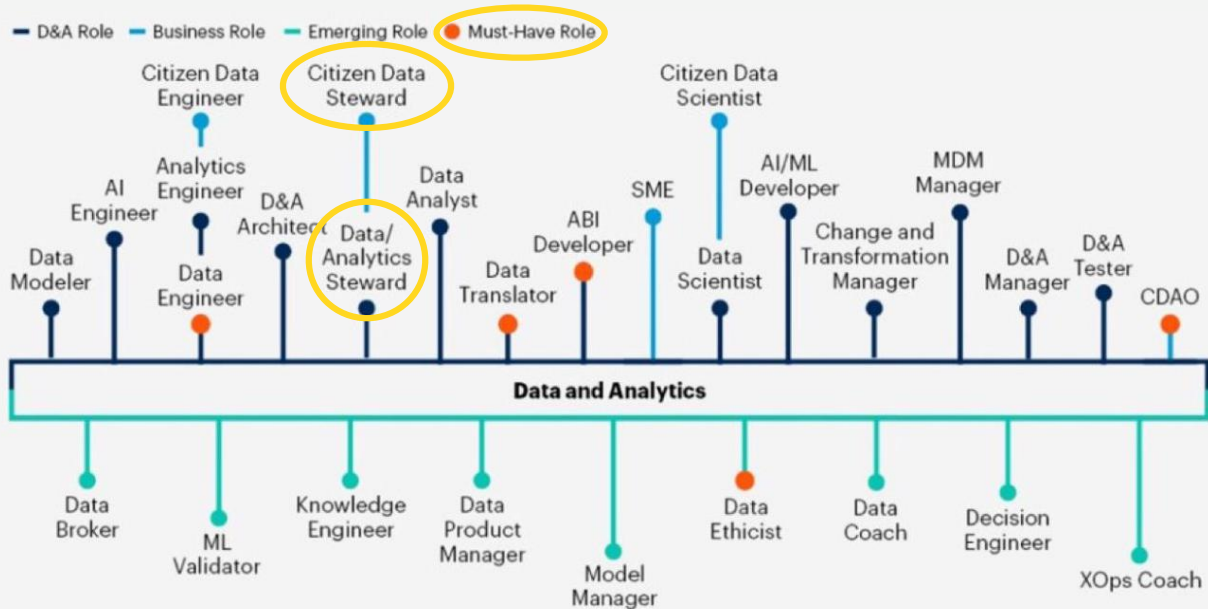 D&A Role
Business Role
Emerging Role
Must-Have Role
Citizen Data
Engineer
Citizen Data
Steward
Citizen Data
Scientist
Analytics
Engineer
AI
Engineer
D&A
Architect
Data
Analyst
SME
AI/ML
Developer
MDM
Manager
Data
Modeler
Data
Engineer
Data/
Analytics
Steward
Data
Translator
ABI
Developer
Data
Scientist
Change and
Transformation
Manager
D&A
Manager
D&A
Tester
CDAO
Data and Analytics
Data
Broker
ML
Validator
Knowledge
Engineer
Data
Product
Manager
Model
Manager
Data
Ethicist
Data
Coach
Decision
Engineer
XOps Coach